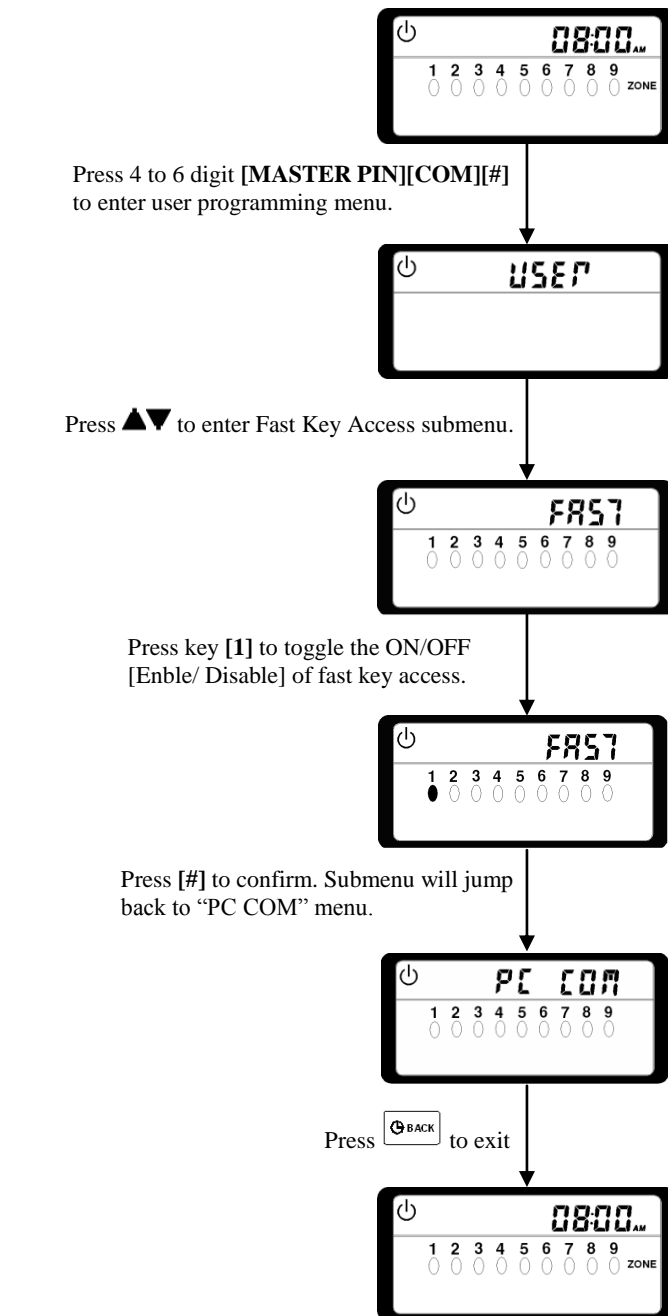 08:00 AM
1 2 3 4 5 6 7 8 9 ZONE
Press 4 to 6 digit [MASTER PIN][COM][#]
to enter user programming menu.
USER
Press ▲▼ to enter Fast Key Access submenu.
FAST
1 2 3 4 5 6 7 8 9
Press key [1] to toggle the ON/OFF
[Enble/ Disable] of fast key access.
FAST
1 2 3 4 5 6 7 8 9
Press [#] to confirm. Submenu will jump
back to “PC COM” menu.
PC COM
1 2 3 4 5 6 7 8 9
Press BACK to exit
08:00 AM
1 2 3 4 5 6 7 8 9 ZONE